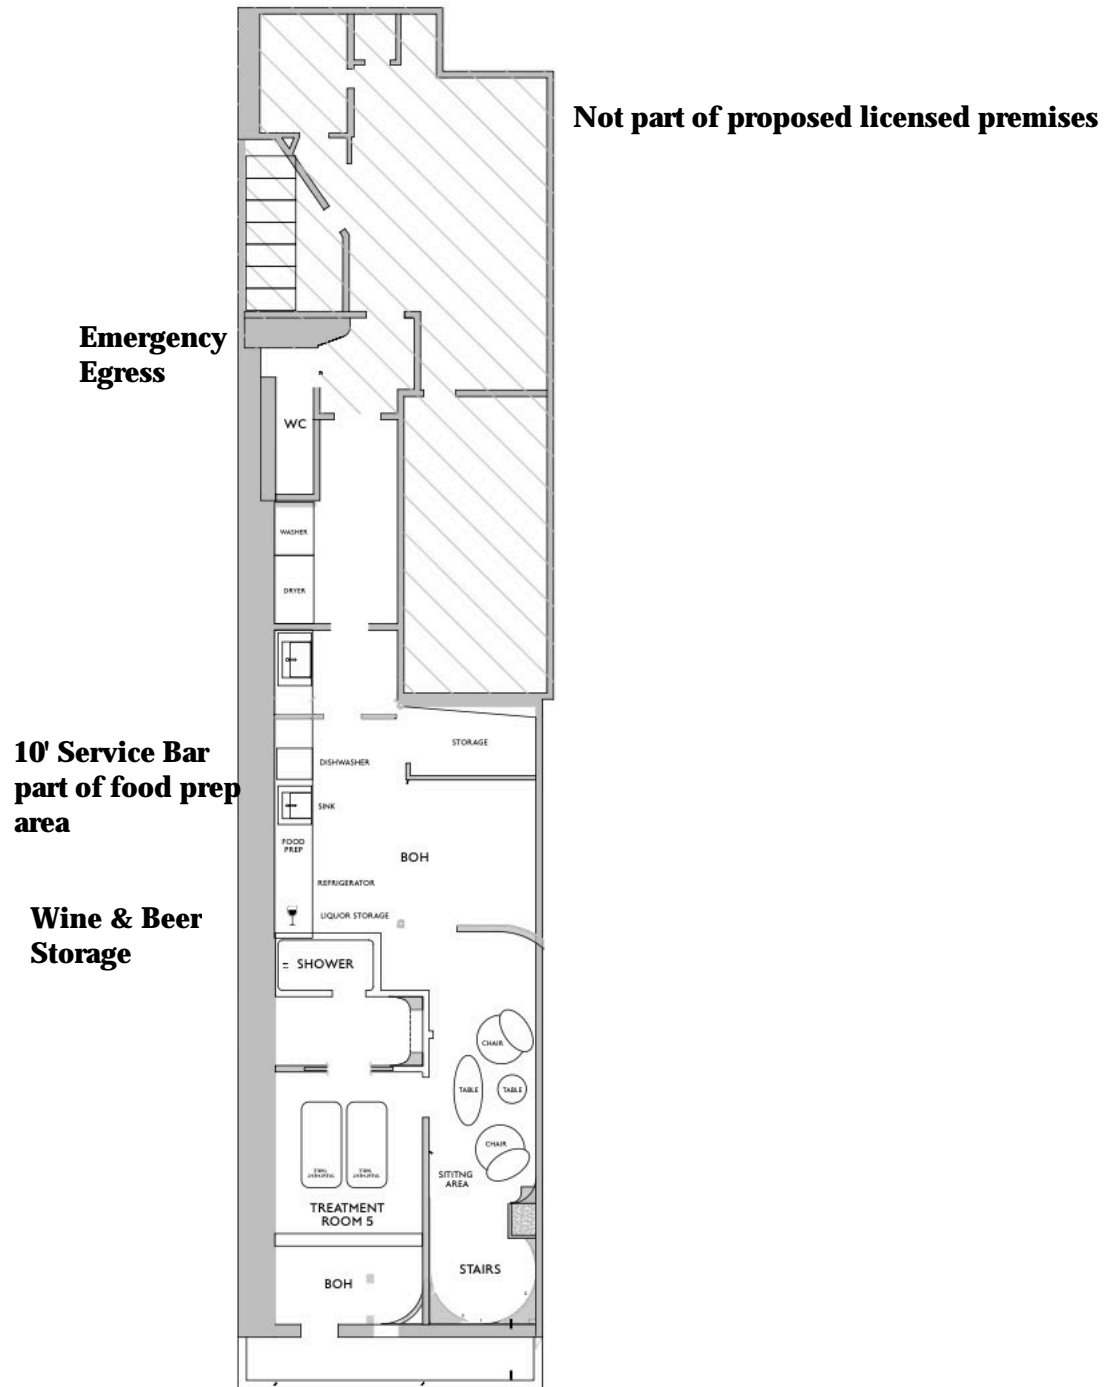 Not part of proposed licensed premises
Emergency
Egress
WC
WASHER
DRYER
STORAGE
10' Service Bar
part of food prep
area
DISHWASHER
SINK
FOOD
PREP
BOH
REFRIGERATOR
LIQUOR STORAGE
Wine & Beer
Storage
SHOWER
CHAIR
TABLE
TABLE
CHAIR
SITITNG
AREA
TREATMENT
ROOM 5
STAIRS
BOH